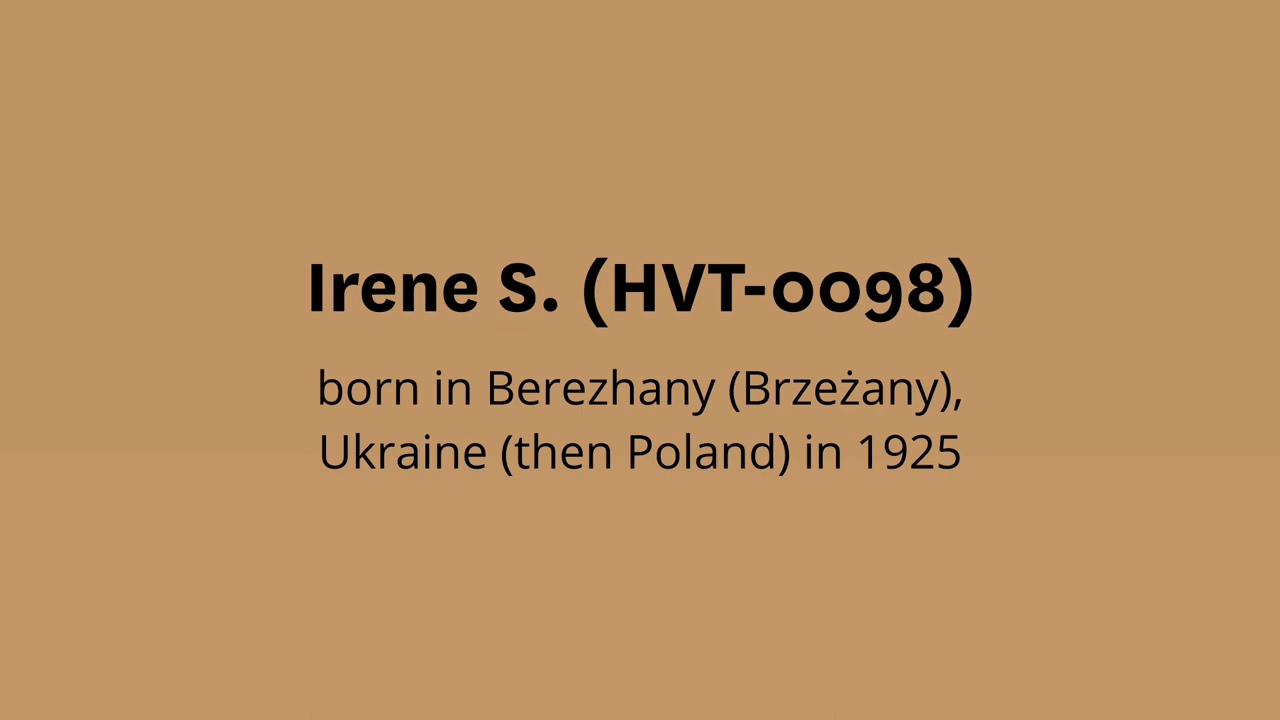 Irene S. (HVT-0098)
born in Berezhany (Brzeżany),
Ukraine (then Poland) in 1925